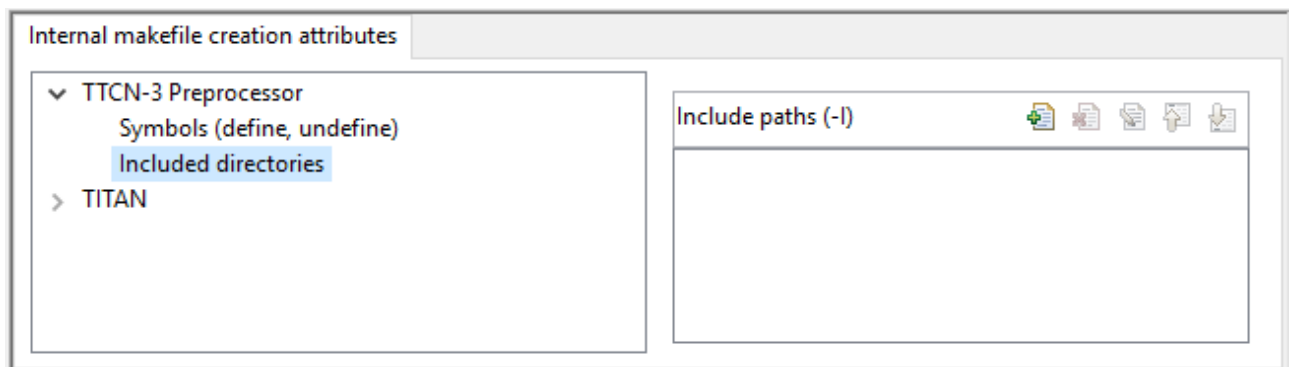 Internal makefile creation attributes
TTCN-3 Preprocessor
Symbols (define, undefine)
Included directories
TITAN
Include paths (-I)